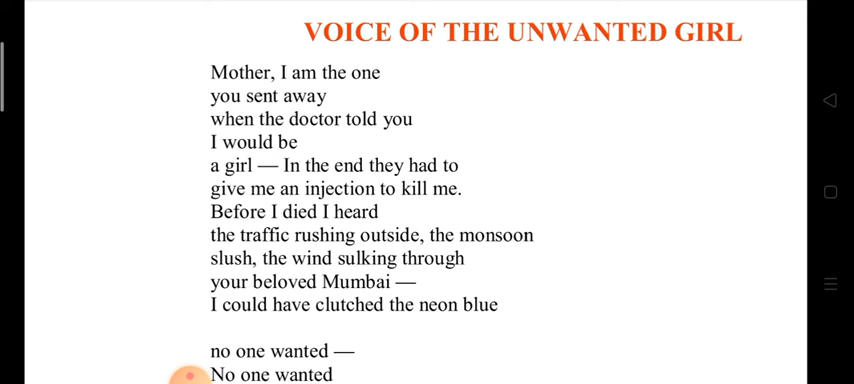 VOICE OF THE UNWANTED GIRL
Mother, I am the one
you sent away
when the doctor told you
I would be
a girl — In the end they had to
give me an injection to kill me.
Before I died I heard
the traffic rushing outside, the monsoon
slush, the wind sulking through
your beloved Mumbai —
I could have clutched the neon blue
no one wanted —
No one wanted